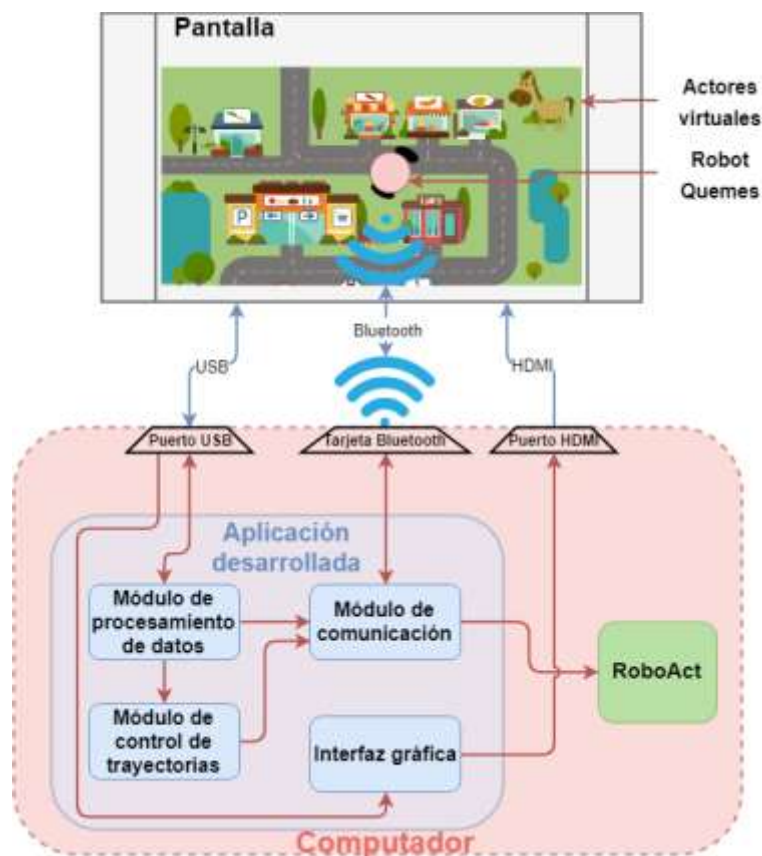 Pantalla
Actores
virtuales
Robot
Quemes
P
USB
Bluetooth
HDMI
Puerto USB
Tarjeta Bluetooth
Puerto HDMI
Aplicación
desarrollada
Módulo de
procesamiento
de datos
Módulo de
comunicación
RoboAct
Módulo de
control de
trayectorias
Interfaz gráfica
Computador